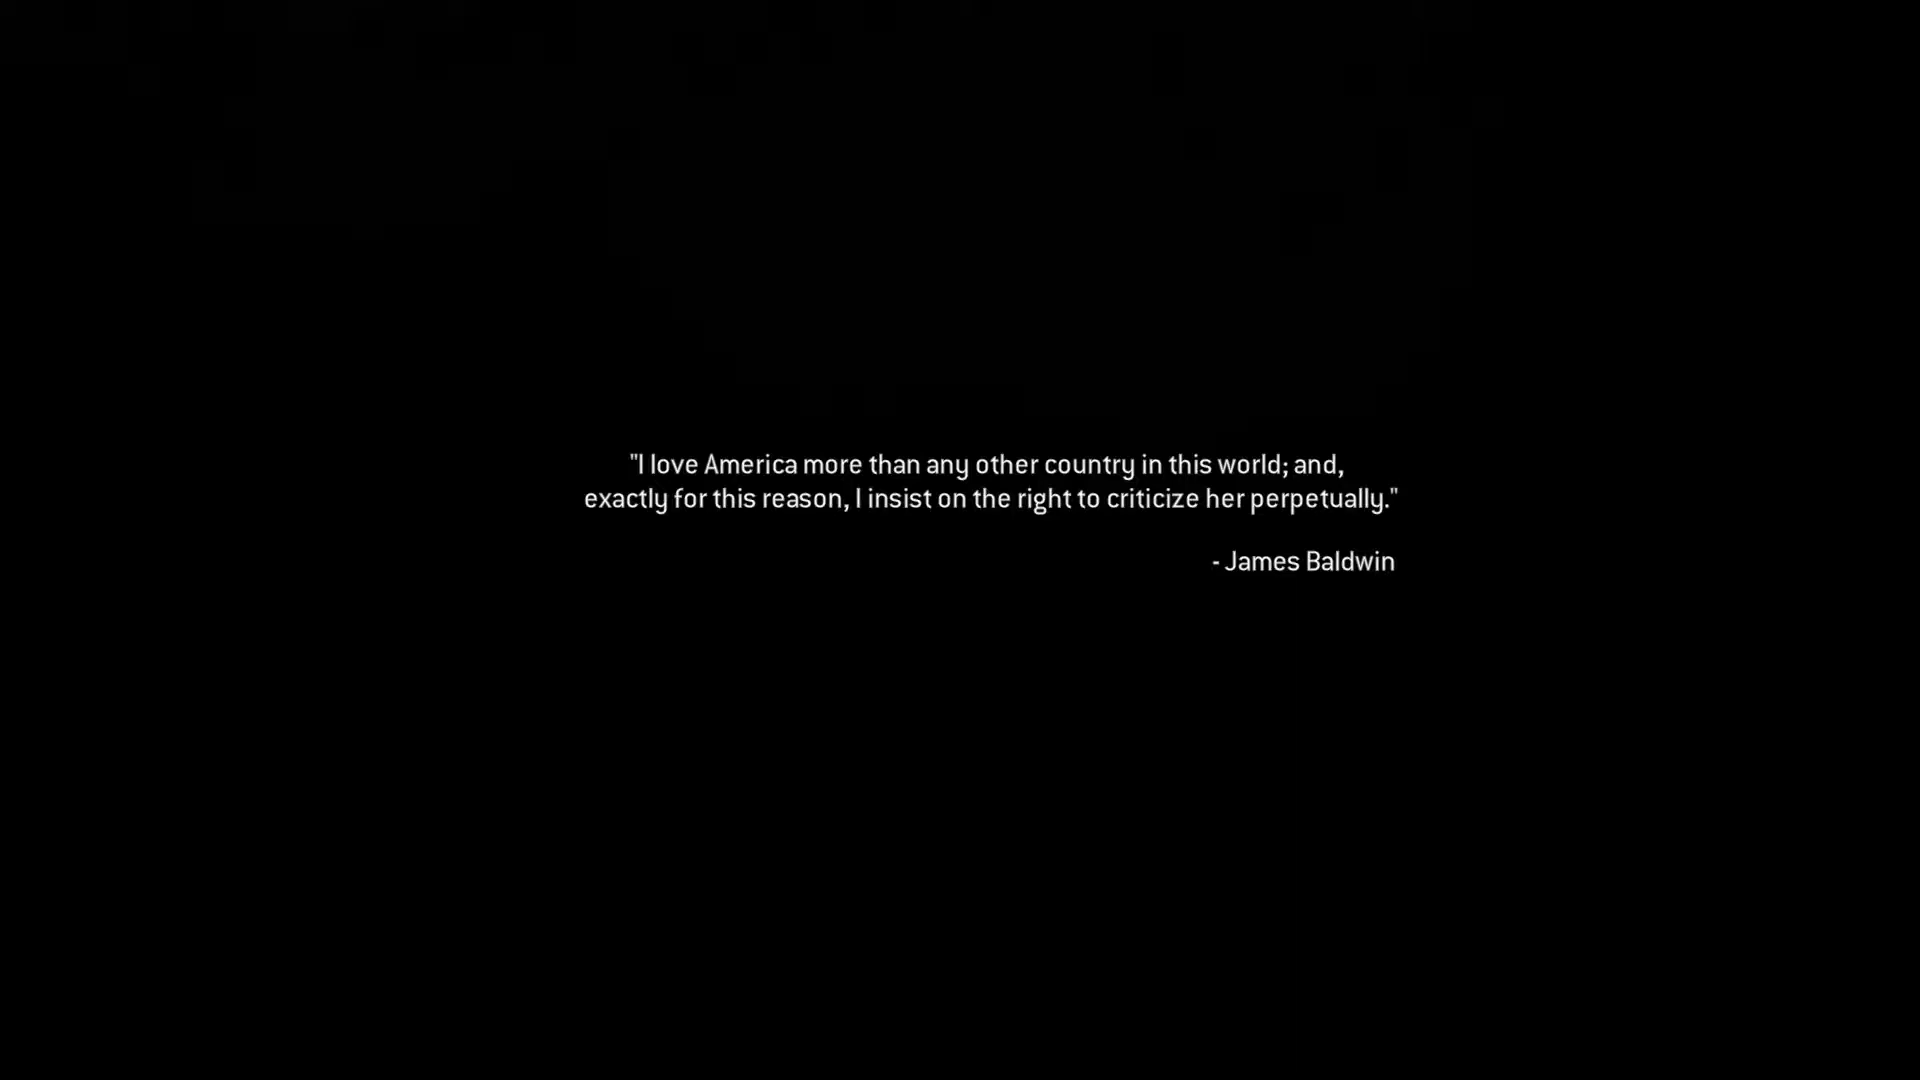 "I love America more than any other country in this world; and,
exactly for this reason, I insist on the right to criticize her perpetually."
- James Baldwin